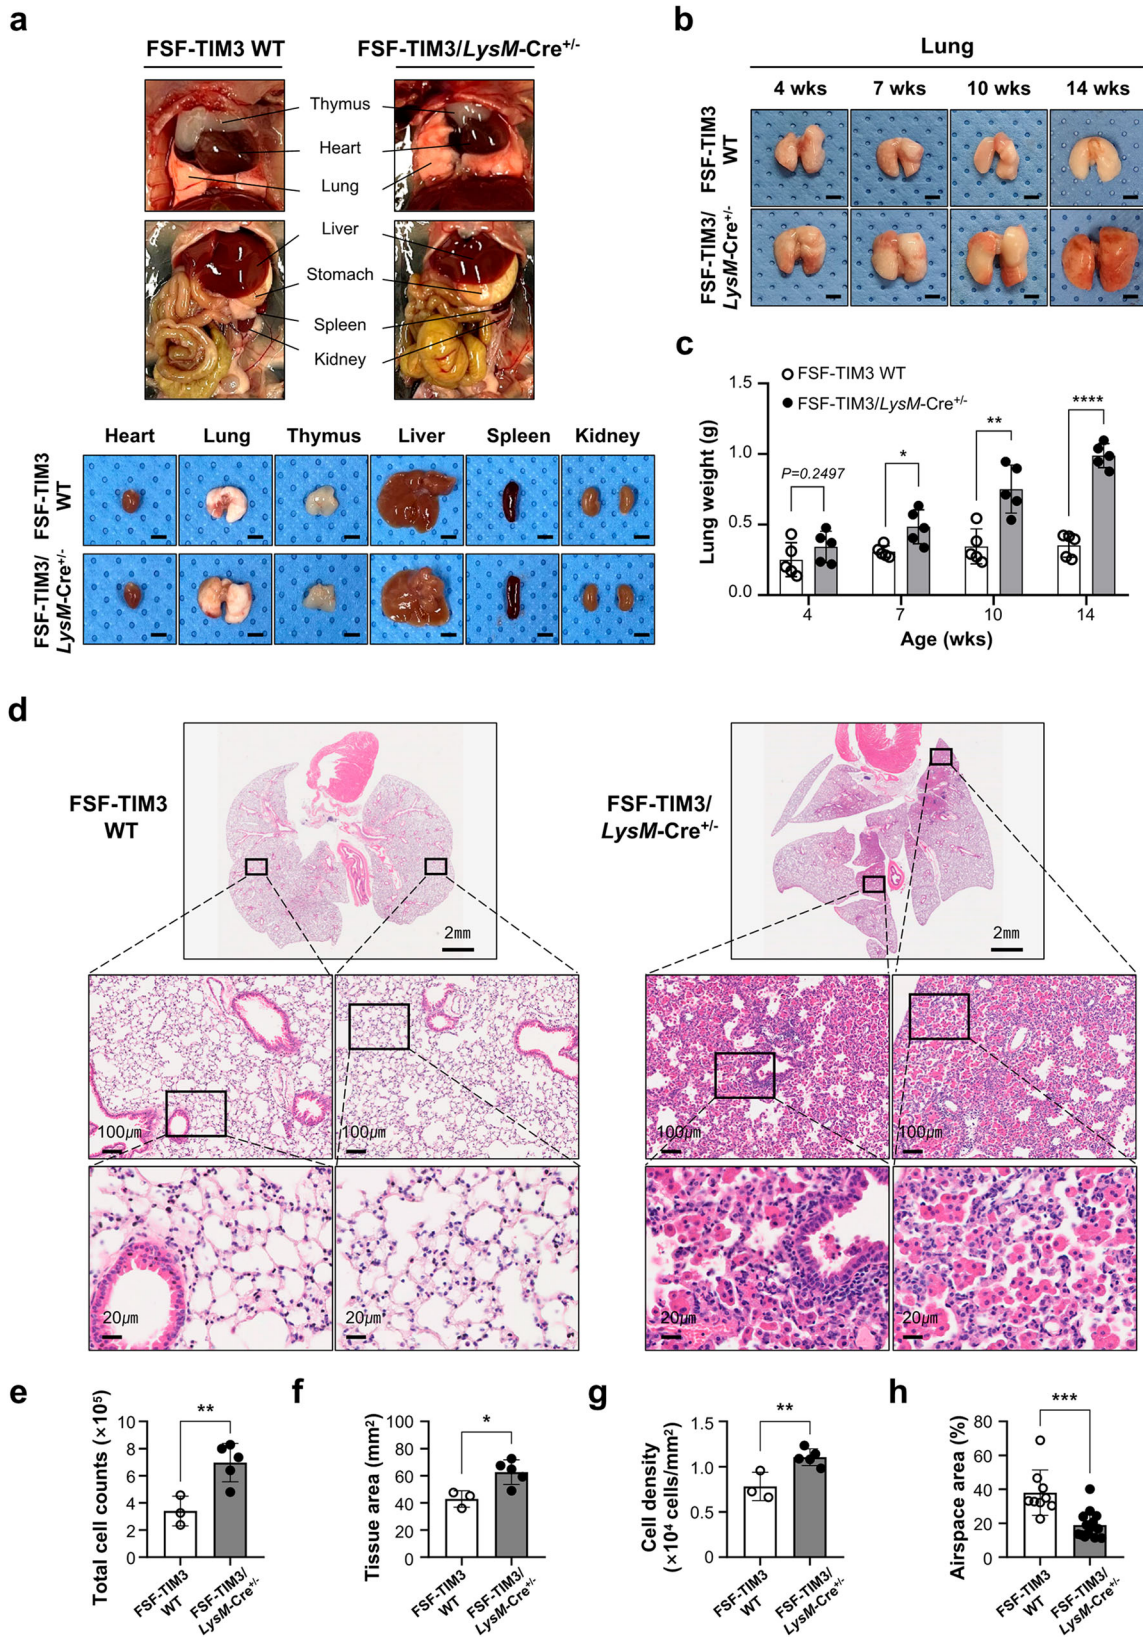 a
FSF-TIM3 WT
FSF-TIM3/LysM-Cre+/-
Thymus
Heart
Lung
Liver
Stomach
Spleen
Kidney
Heart
Lung
Thymus
Liver
Spleen
Kidney
FSF-TIM3
WT
FSF-TIM3/
LysM-Cre+/-
b
Lung
4 wks
7 wks
10 wks
14 wks
FSF-TIM3
WT
FSF-TIM3/
LysM-Cre+/-
c
FSF-TIM3 WT
FSF-TIM3/LysM-Cre+/-
Lung weight (g)
1.5
1.0
0.5
0.0
P=0.2497
*
**
****
4
7
10
14
Age (wks)
d
FSF-TIM3
WT
2mm
FSF-TIM3/
LysM-Cre+/-
2mm
100μm
100μm
100μm
100μm
20μm
20μm
20μm
20μm
e
Total cell counts (×10⁵)
10
8
6
4
2
0
**
FSF-TIM3
WT
FSF-TIM3/
LysM-Cre+/-
f
Tissue area (mm²)
100
80
60
40
20
0
*
FSF-TIM3
WT
FSF-TIM3/
LysM-Cre+/-
g
Cell density
(×10⁴ cells/mm²)
1.5
1.0
0.5
0
**
FSF-TIM3
WT
FSF-TIM3/
LysM-Cre+/-
h
Airspace area (%)
80
60
40
20
0
***
FSF-TIM3
WT
FSF-TIM3/
LysM-Cre+/-